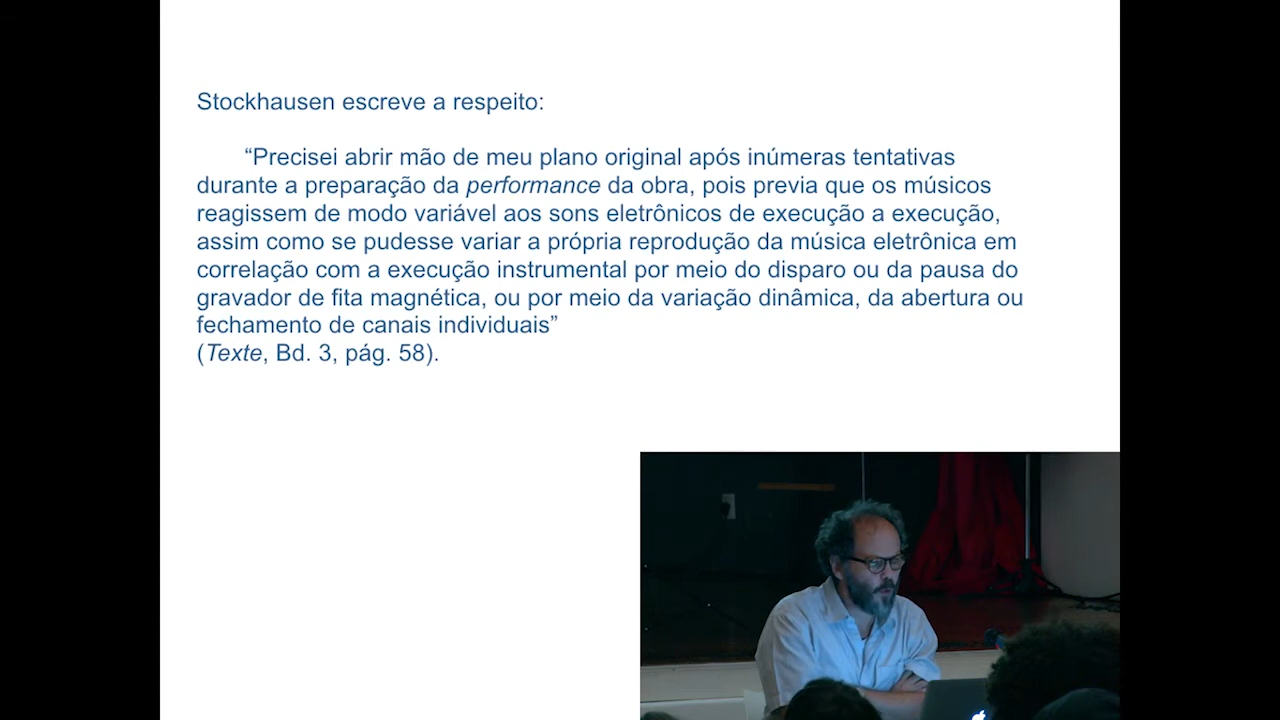 Stockhausen escreve a respeito:
“Precisei abrir mão de meu plano original após inúmeras tentativas
durante a preparação da performance da obra, pois previa que os músicos
reagissem de modo variável aos sons eletrônicos de execução a execução,
assim como se pudesse variar a própria reprodução da música eletrônica em
correlação com a execução instrumental por meio do disparo ou da pausa do
gravador de fita magnética, ou por meio da variação dinâmica, da abertura ou
fechamento de canais individuais”
(Texte, Bd. 3, pág. 58).